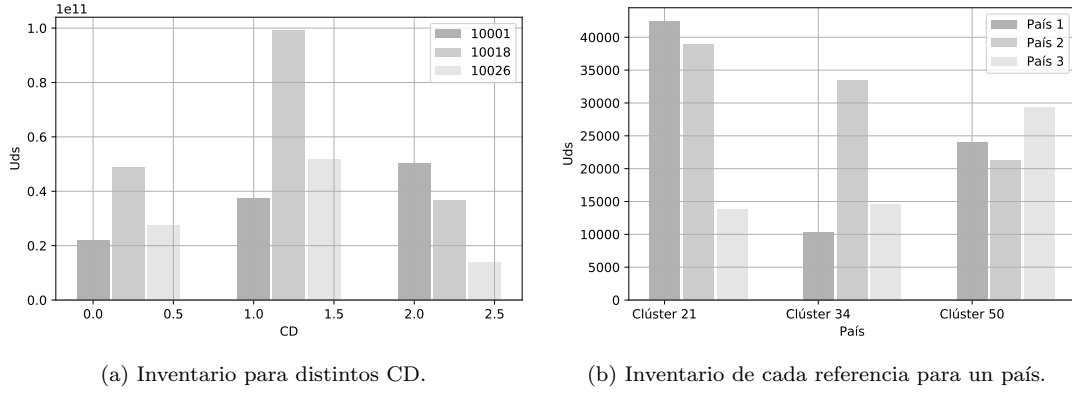 1e11
1.0
0.8
0.6
0.4
0.2
0.0
Uds
0.0 0.5 1.0 1.5 2.0 2.5
CD
10001
10018
10026
(a) Inventario para distintos CD.
40000
35000
30000
25000
20000
15000
10000
5000
0
Uds
Clúster 21 Clúster 34 Clúster 50
País
País 1
País 2
País 3
(b) Inventario de cada referencia para un país.